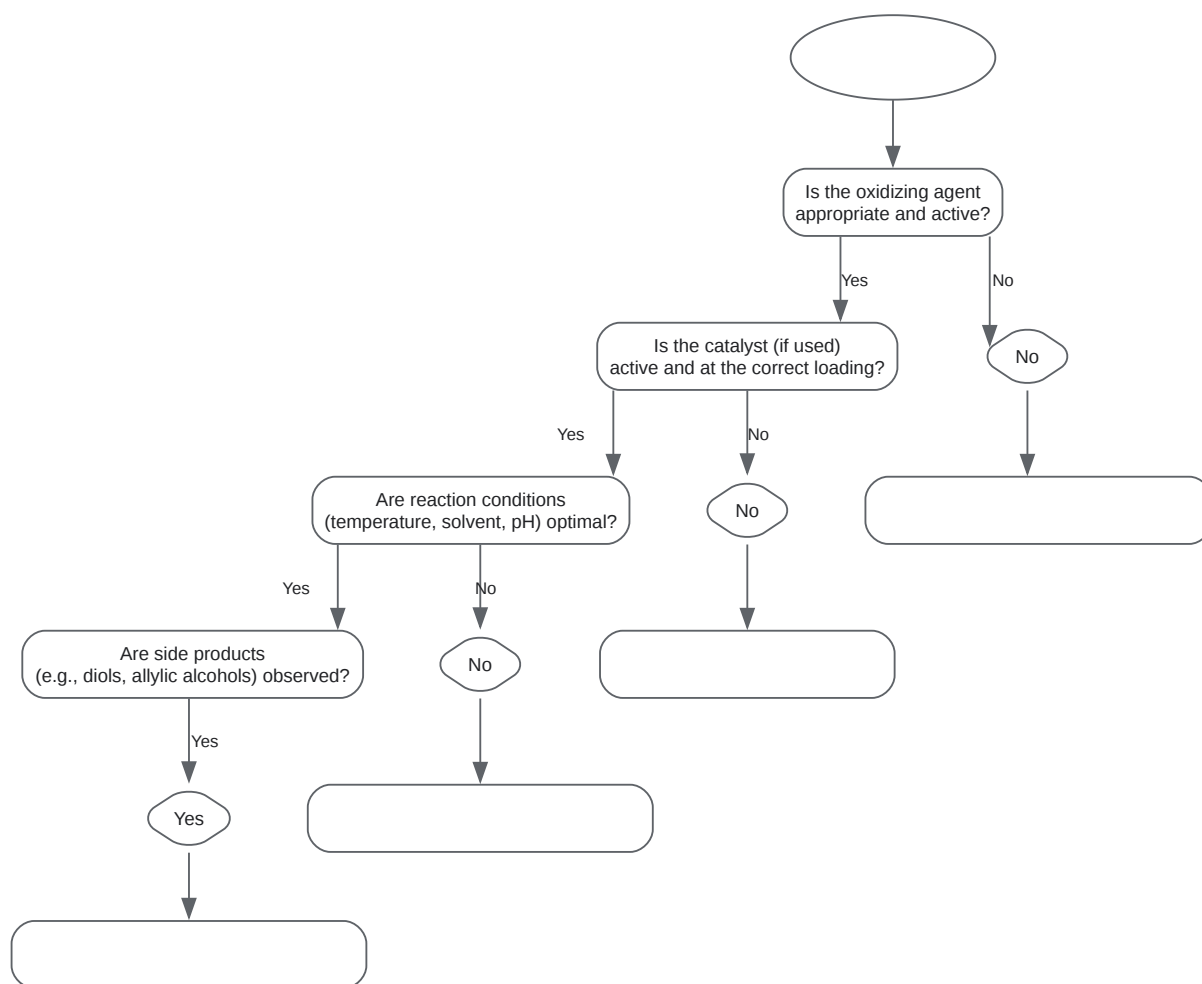 Is the oxidizing agent
appropriate and active?
Yes
No
Is the catalyst (if used)
active and at the correct loading?
No
Yes
No
Are reaction conditions
(temperature, solvent, pH) optimal?
No
Yes
No
Are side products
(e.g., diols, allylic alcohols) observed?
No
Yes
Yes